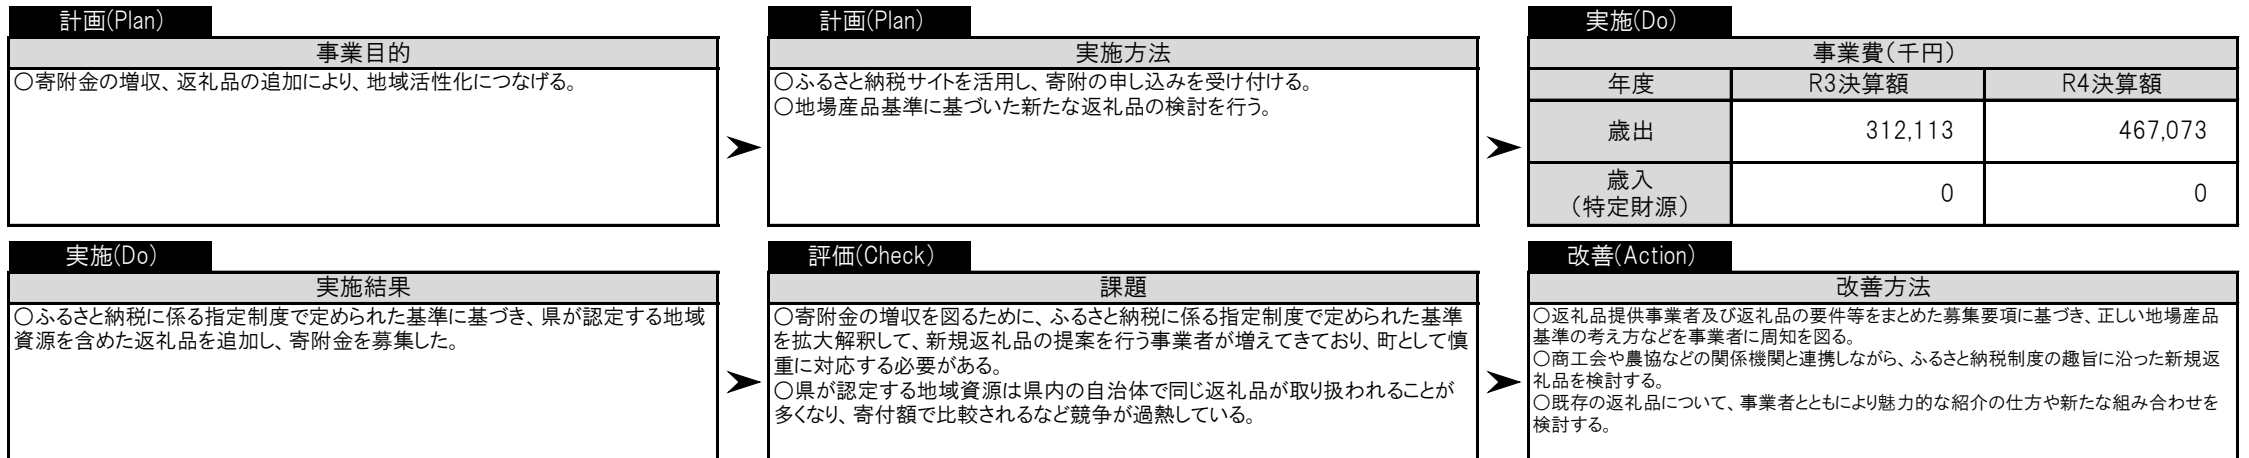 計画(Plan)
事業目的
○寄附金の増収、返礼品の追加により、地域活性化につなげる。
計画(Plan)
実施方法
○ふるさと納税サイトを活用し、寄附の申し込みを受け付ける。
○地場産品基準に基づいた新たな返礼品の検討を行う。
実施(Do)
事業費(千円)
年度 R3決算額 R4決算額
歳出 312,113 467,073
歳入
(特定財源) 0 0
実施(Do)
実施結果
○ふるさと納税に係る指定制度で定められた基準に基づき、県が認定する地域
資源を含めた返礼品を追加し、寄附金を募集した。
評価(Check)
課題
○寄附金の増収を図るために、ふるさと納税に係る指定制度で定められた基準
を拡大解釈して、新規返礼品の提案を行う事業者が増えてきており、町として慎
重に対応する必要がある。
○県が認定する地域資源は県内の自治体で同じ返礼品が取り扱われることが
多くなり、寄付額で比較されるなど競争が過熱している。
改善(Action)
改善方法
○返礼品提供事業者及び返礼品の要件等をまとめた募集要項に基づき、正しい地場産品
基準の考え方などを事業者に周知を図る。
○商工会や農協などの関係機関と連携しながら、ふるさと納税制度の趣旨に沿った新規返
礼品を検討する。
○既存の返礼品について、事業者とともにより魅力的な紹介の仕方や新たな組み合わせを
検討する。